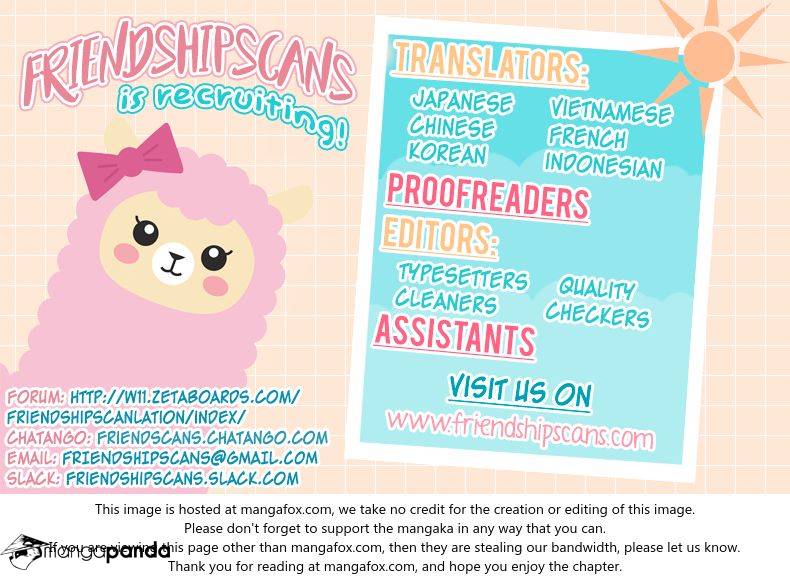 FRIENDSHIPSCANS
is recruiting!
TRANSLATORS:
JAPANESE
CHINESE
KOREAN
VIETNAMESE
FRENCH
INDONESIAN
PROOFREADERS
EDITORS:
TYPESETTERS
CLEANERS
QUALITY
CHECKERS
ASSISTANTS
VISIT US ON
www.friendshipscans.com
FORUM: HTTP://W11.ZETABOARDS.COM/
FRIENDSHIPSCANLATION/INDEX/
CHATANGO: FRIENDSCANS.CHATANGO.COM
EMAIL: FRIENDSHIPSCANS@GMAIL.COM
SLACK: FRIENDSHIPSCANS.SLACK.COM
This image is hosted at mangafox.com, we take no credit for the creation or editing of this image.
Please don't forget to support the mangaka in any way that you can.
If you are viewing this page other than mangafox.com, then they are stealing our bandwidth, please let us know.
Thank you for reading at mangafox.com, and hope you enjoy the chapter.
mangapanda